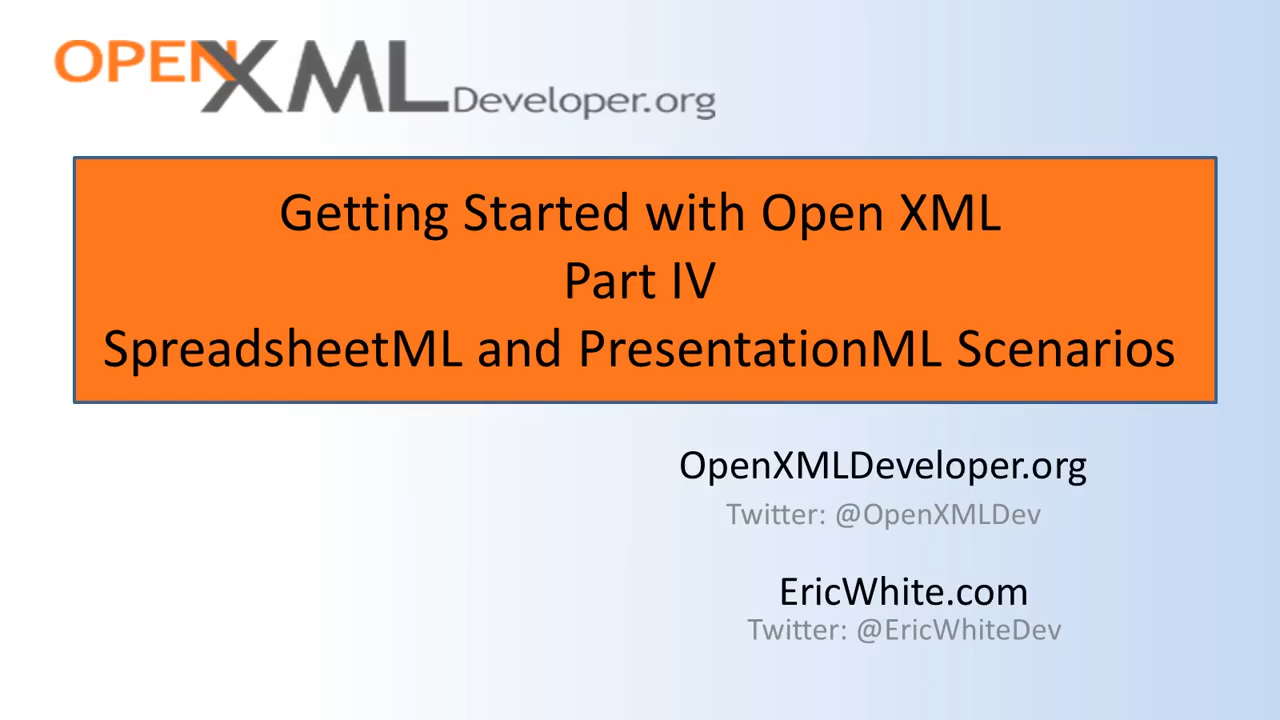 OPENXMLDeveloper.org
Getting Started with Open XML
Part IV
SpreadsheetML and PresentationML Scenarios
OpenXMLDeveloper.org
Twitter: @OpenXMLDev
EricWhite.com
Twitter: @EricWhiteDev